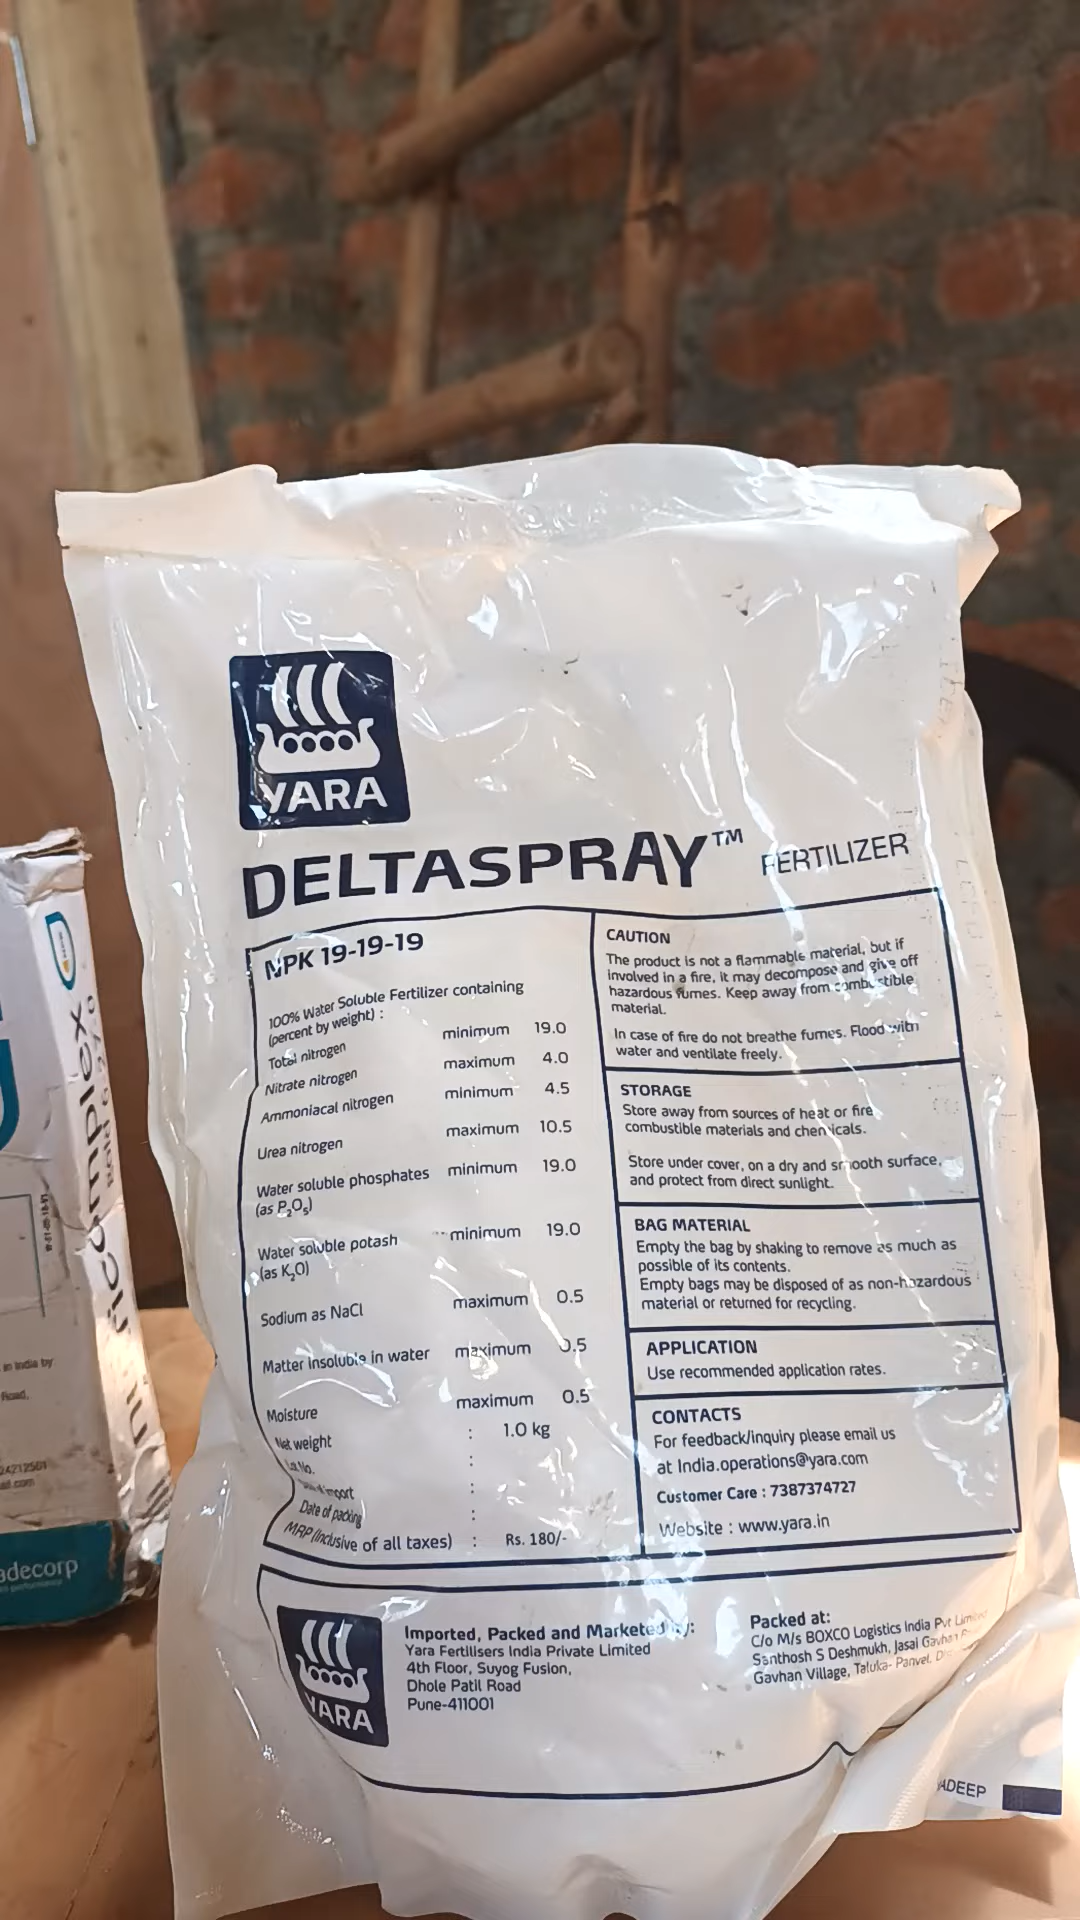 YARA
DELTASPRAY™ FERTILIZER
NPK 19-19-19
100% Water Soluble Fertilizer containing
(percent by weight) :
Total nitrogen minimum 19.0
Nitrate nitrogen maximum 4.0
Ammoniacal nitrogen minimum 4.5
Urea nitrogen maximum 10.5
Water soluble phosphates minimum 19.0
(as P₂O₅)
Water soluble potash minimum 19.0
(as K₂O)
Sodium as NaCl maximum 0.5
Matter insoluble in water maximum 0.5
Moisture maximum 0.5
Net weight : 1.0 kg
No. :
import :
Date of packing :
MRP (Inclusive of all taxes) : Rs. 180/-
CAUTION
The product is not a flammable material, but if
involved in a fire, it may decompose and give off
hazardous fumes. Keep away from combustible
material.
In case of fire do not breathe fumes. Flood with
water and ventilate freely.
STORAGE
Store away from sources of heat or fire
combustible materials and chemicals.
Store under cover, on a dry and smooth surface,
and protect from direct sunlight.
BAG MATERIAL
Empty the bag by shaking to remove as much as
possible of its contents.
Empty bags may be disposed of as non-hazardous
material or returned for recycling.
APPLICATION
Use recommended application rates.
CONTACTS
For feedback/inquiry please email us
at India.operations@yara.com
Customer Care : 7387374727
Website : www.yara.in
YARA
Imported, Packed and Marketed by:
Yara Fertilisers India Private Limited
4th Floor, Suyog Fusion,
Dhole Patil Road
Pune-411001
Packed at:
C/o M/s BOXCO Logistics India Pvt Limited
Santhosh S Deshmukh, Jasai Gavhan
Gavhan Village, Taluka- Panvel,
ADEEP
in India by
Road,
24212501
adecorp